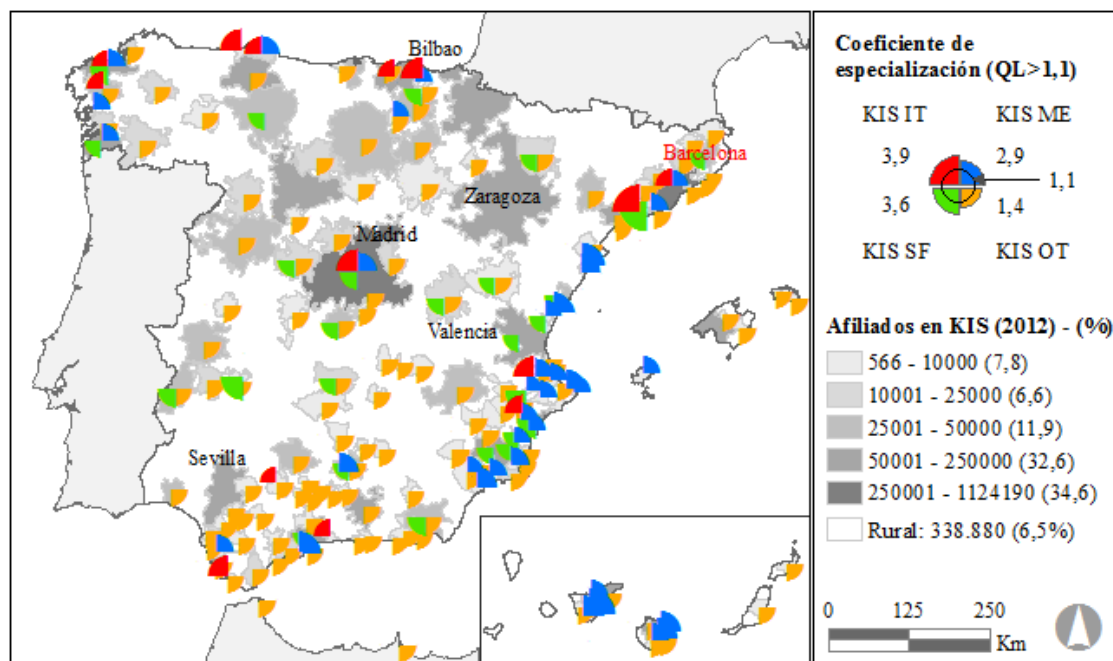 Bilbao
Barcelona
Zaragoza
Madrid
Valencia
Sevilla
Coeficiente de
especialización (QL>1,1)
KIS IT KIS ME
3,9 2,9
1,1
3,6 1,4
KIS SF KIS OT
Afiliados en KIS (2012) - (%)
566 - 10000 (7,8)
10001 - 25000 (6,6)
25001 - 50000 (11,9)
50001 - 250000 (32,6)
250001 - 1124190 (34,6)
Rural: 338.880 (6,5%)
0 125 250
Km